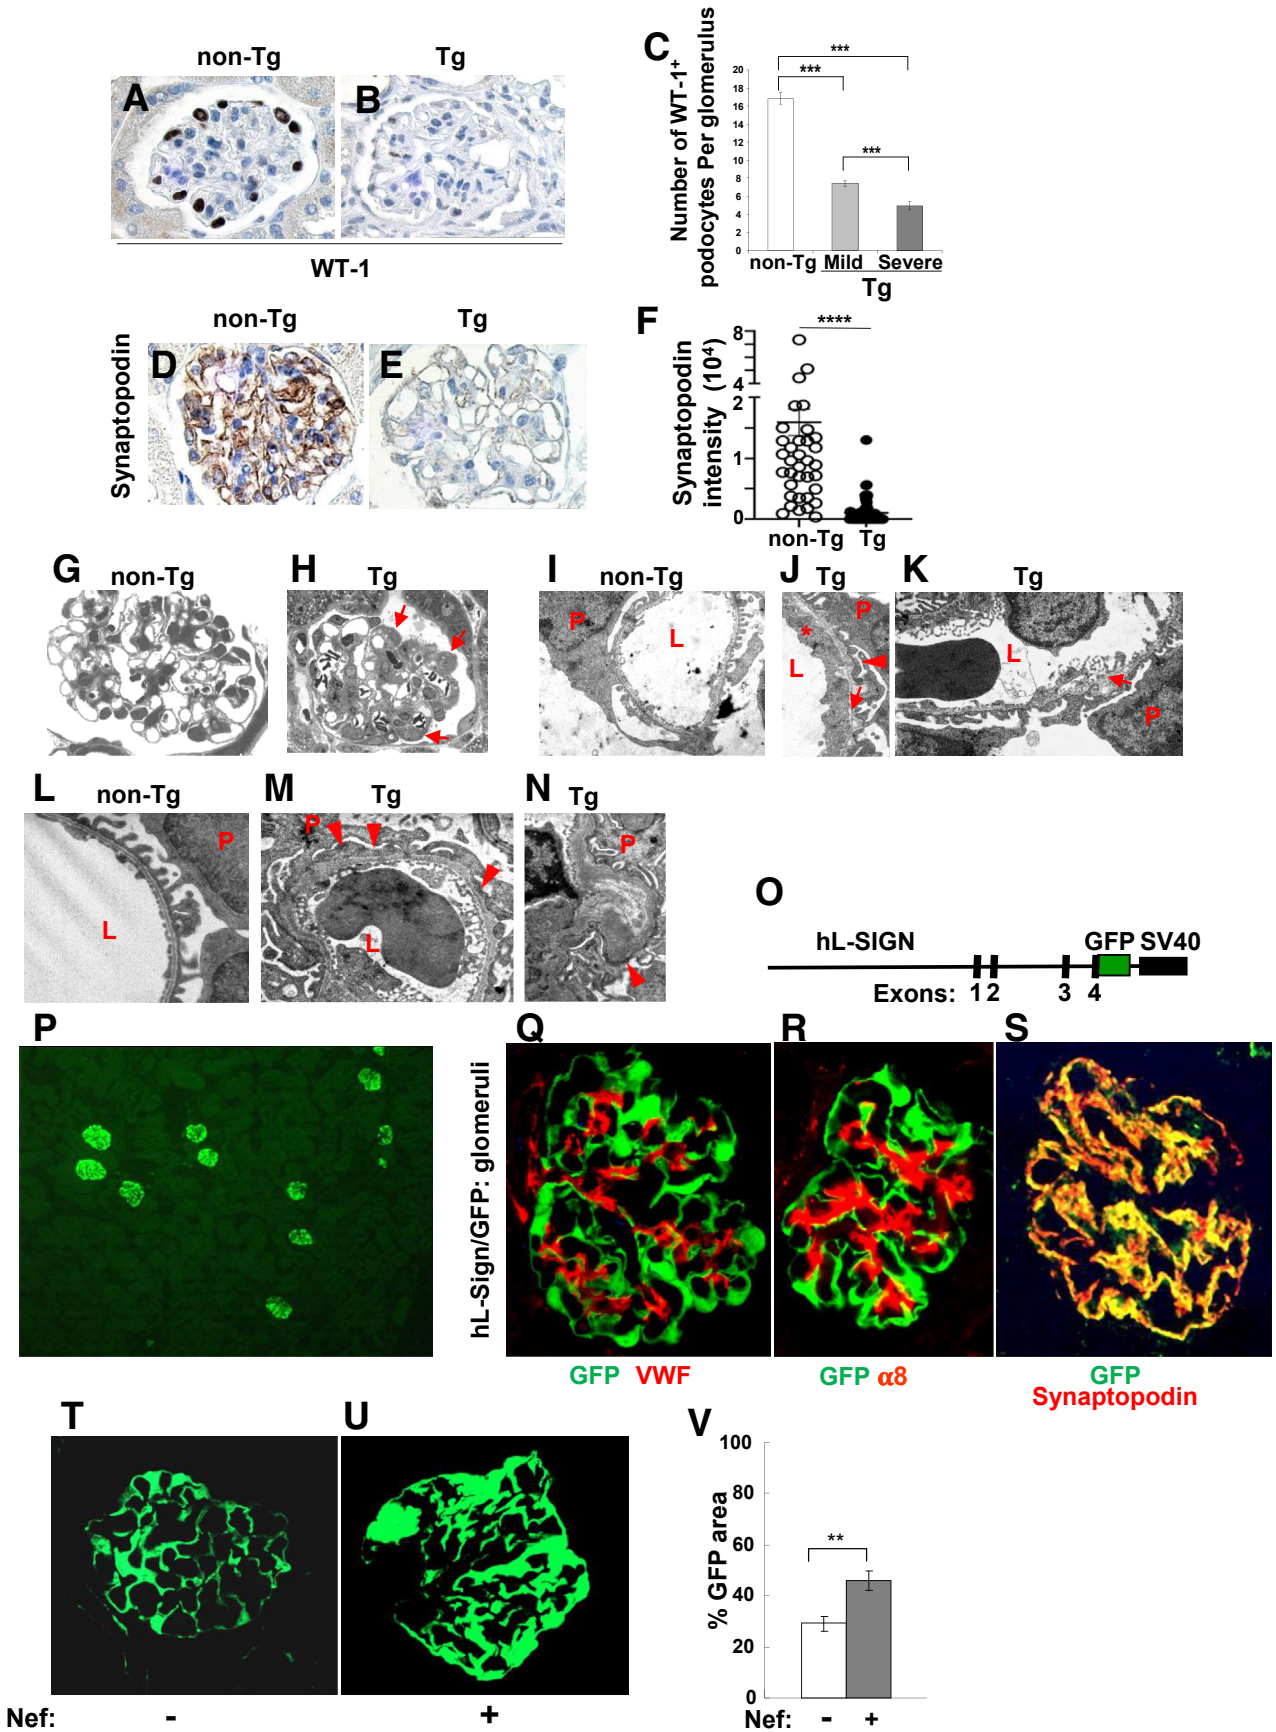 non-Tg Tg
A B
WT-1
C
Number of WT-1+
podocytes Per glomerulus
20
18
16
14
12
10
8
6
4
2
0
***
***
***
non-Tg Mild Severe
Tg
non-Tg Tg
Synaptopodin
D E
F
Synaptopodin
intensity (10⁴)
8
4
2
1
0
****
non-Tg Tg
G non-Tg
H Tg
I non-Tg
P
L
J Tg
P
*
L
K Tg
L
P
L non-Tg
P
L
M Tg
P
L
N Tg
P
O
hL-SIGN GFP SV40
Exons: 1 2 3 4
P
hL-Sign/GFP: glomeruli
Q R S
GFP VWF
GFP α8
GFP
Synaptopodin
T U
Nef: - +
V
% GFP area
100
80
60
40
20
0
**
Nef: - +